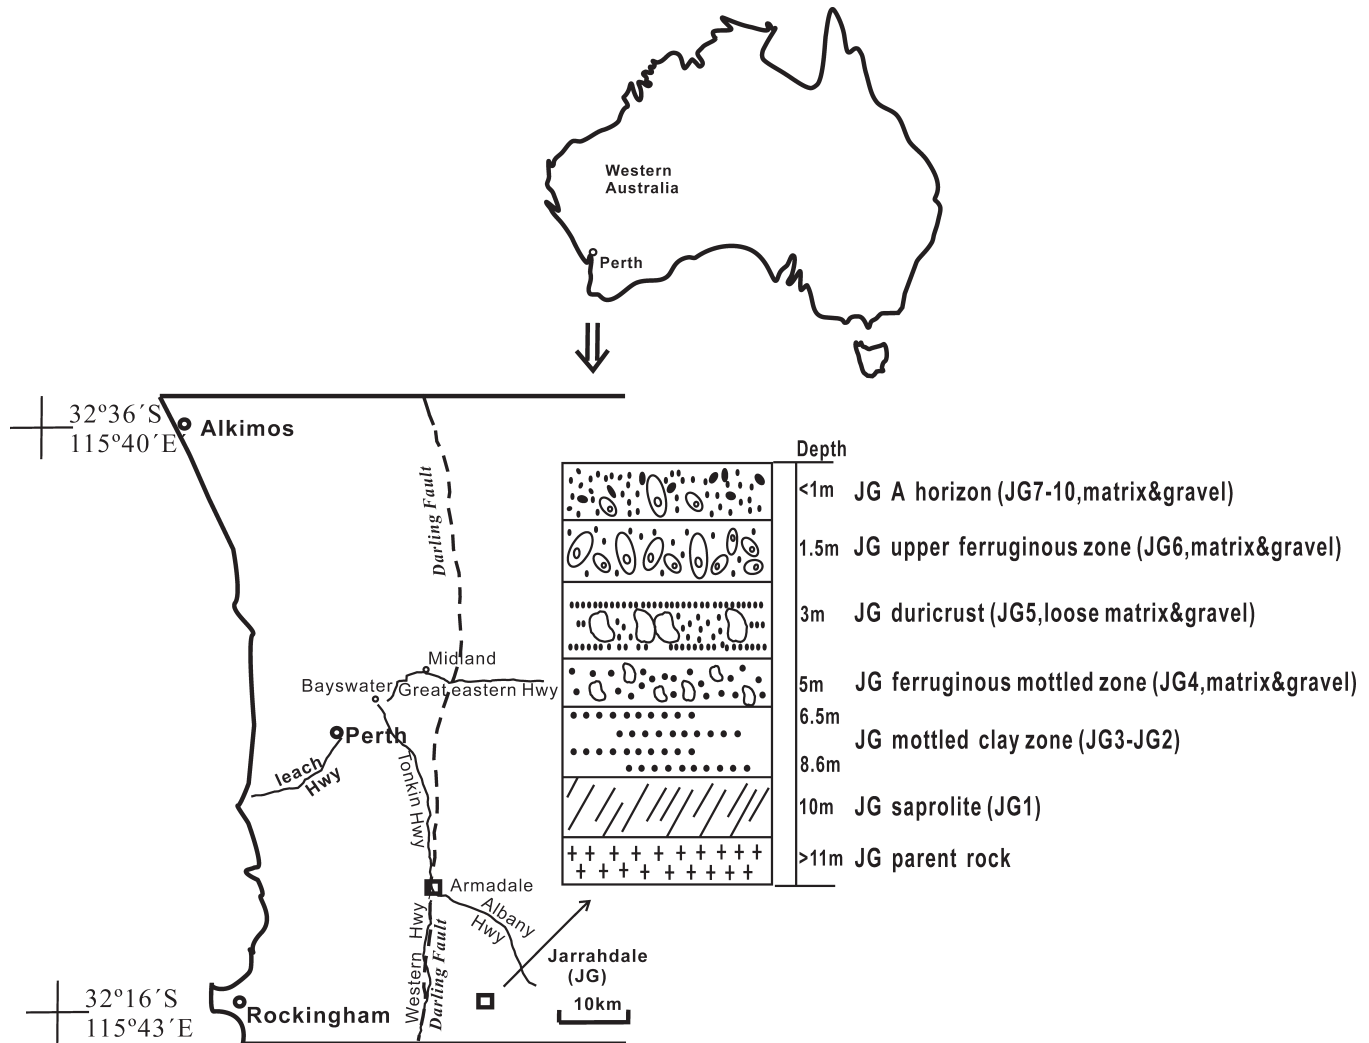 Western
Australia
Perth
32º36´S
115º40´E
Alkimos
Darling Fault
Midland
Bayswater
Great eastern Hwy
Perth
leach
Hwy
Tonkin Hwy
Armadale
Albany
Hwy
Western Hwy
Darling Fault
Jarrahdale
(JG)
10km
32º16´S
115º43´E
Rockingham
Depth
<1m JG A horizon (JG7-10,matrix&gravel)
1.5m JG upper ferruginous zone (JG6,matrix&gravel)
3m JG duricrust (JG5,loose matrix&gravel)
5m JG ferruginous mottled zone (JG4,matrix&gravel)
6.5m
JG mottled clay zone (JG3-JG2)
8.6m
10m JG saprolite (JG1)
>11m JG parent rock